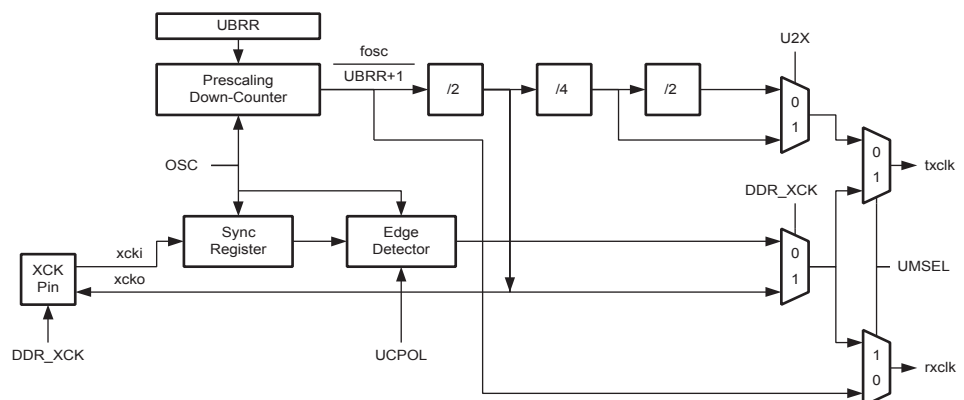 UBRR
Prescaling
Down-Counter
fosc
UBRR+1
/2
/4
/2
U2X
0
1
OSC
0
1
txclk
DDR_XCK
Sync
Register
Edge
Detector
xcki
0
1
XCK
Pin
xcko
UMSEL
DDR_XCK
UCPOL
1
0
rxclk